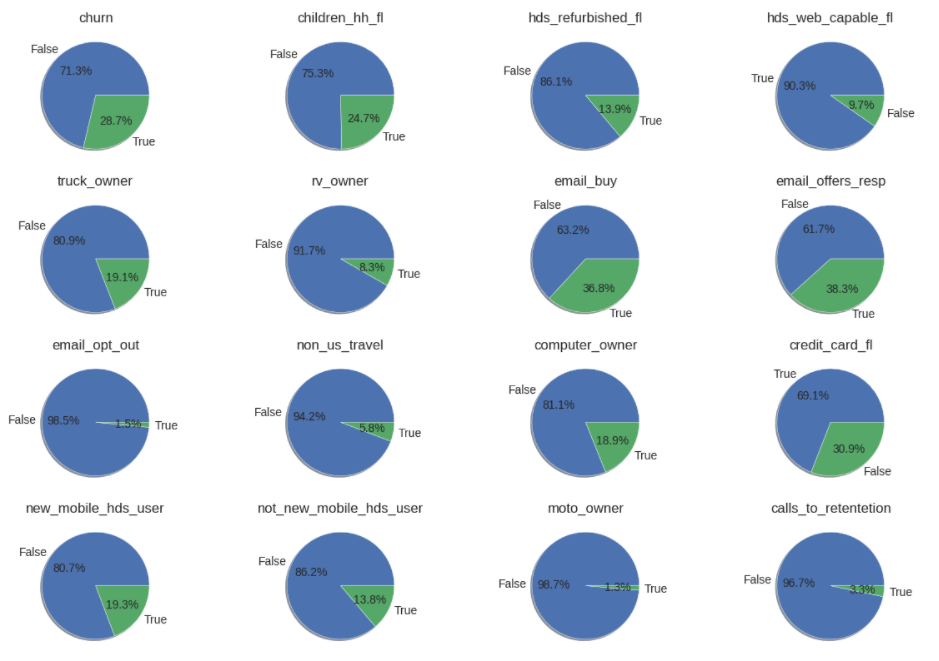 churn
children_hh_fl
hds_refurbished_fl
hds_web_capable_fl
False
71.3%
28.7%
True
False
75.3%
24.7%
True
False
86.1%
13.9%
True
True
90.3%
9.7%
False
truck_owner
rv_owner
email_buy
email_offers_resp
False
80.9%
19.1%
True
False
91.7%
8.3%
True
False
63.2%
36.8%
True
False
61.7%
38.3%
True
email_opt_out
non_us_travel
computer_owner
credit_card_fl
False
98.5%
1.5%
True
False
94.2%
5.8%
True
False
81.1%
18.9%
True
True
69.1%
30.9%
False
new_mobile_hds_user
not_new_mobile_hds_user
moto_owner
calls_to_retentetion
False
80.7%
19.3%
True
False
86.2%
13.8%
True
False
98.7%
1.3%
True
False
96.7%
3.3%
True